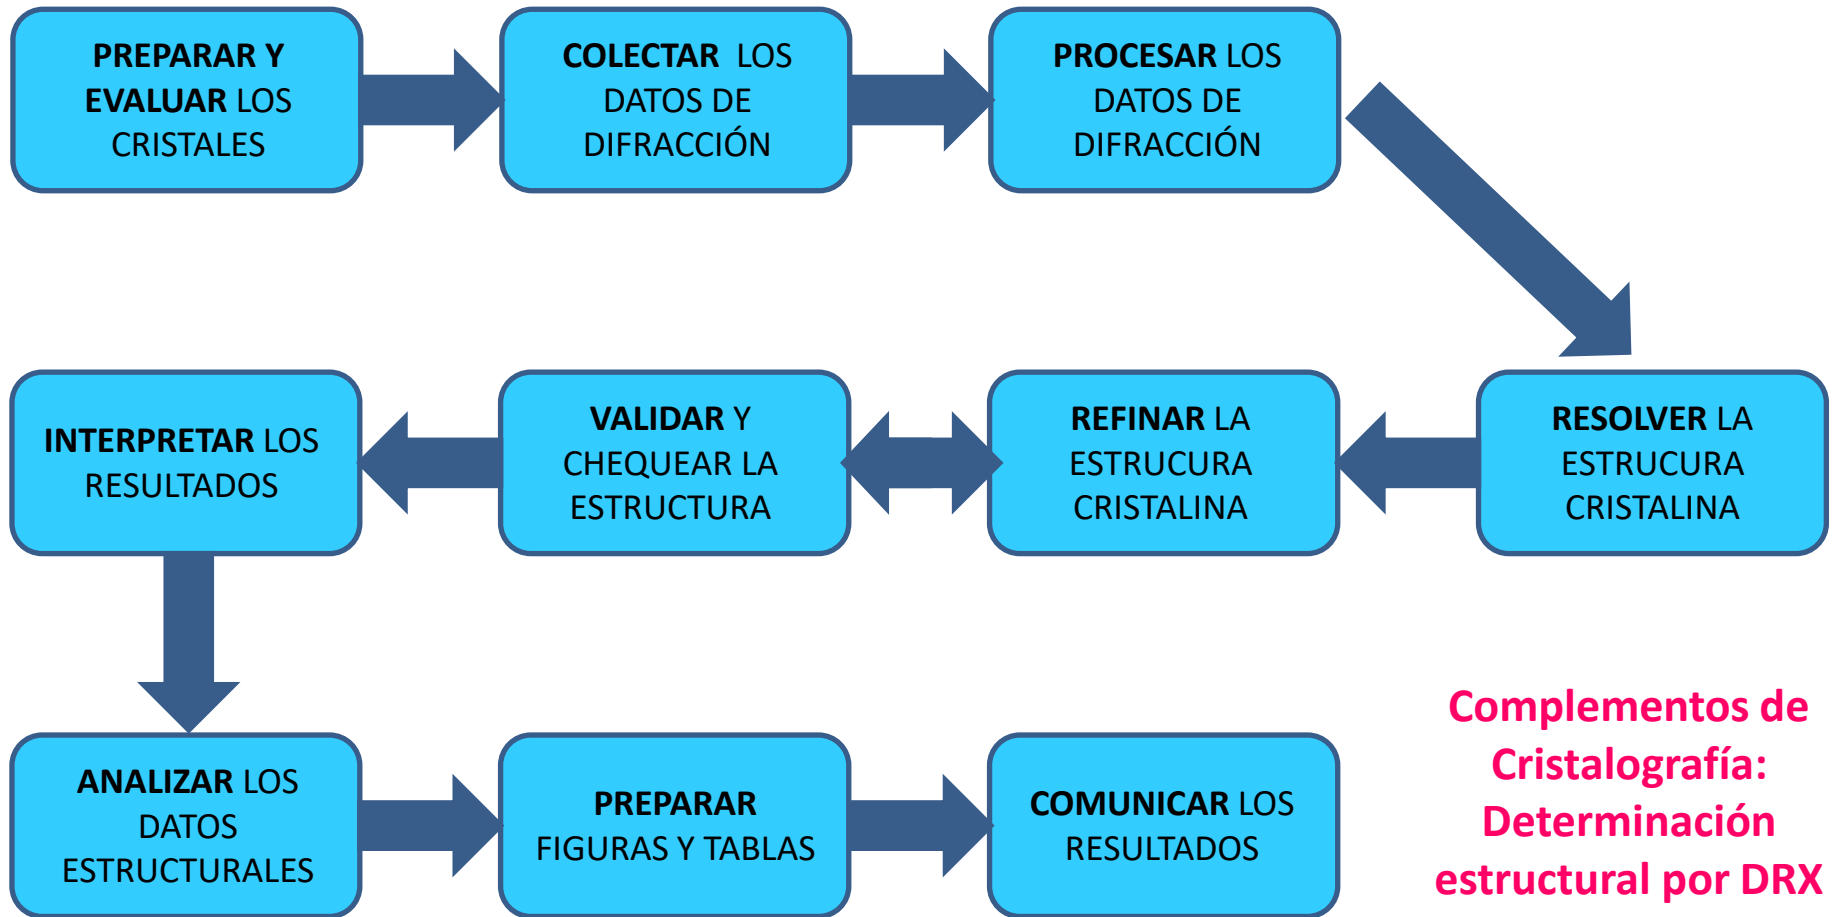 PREPARAR Y
EVALUAR LOS
CRISTALES
COLECTAR LOS
DATOS DE
DIFRACCIÓN
PROCESAR LOS
DATOS DE
DIFRACCIÓN
RESOLVER LA
ESTRUCURA
CRISTALINA
REFINAR LA
ESTRUCURA
CRISTALINA
VALIDAR Y
CHEQUEAR LA
ESTRUCTURA
INTERPRETAR LOS
RESULTADOS
ANALIZAR LOS
DATOS
ESTRUCTURALES
PREPARAR
FIGURAS Y TABLAS
COMUNICAR LOS
RESULTADOS
Complementos de
Cristalografía:
Determinación
estructural por DRX